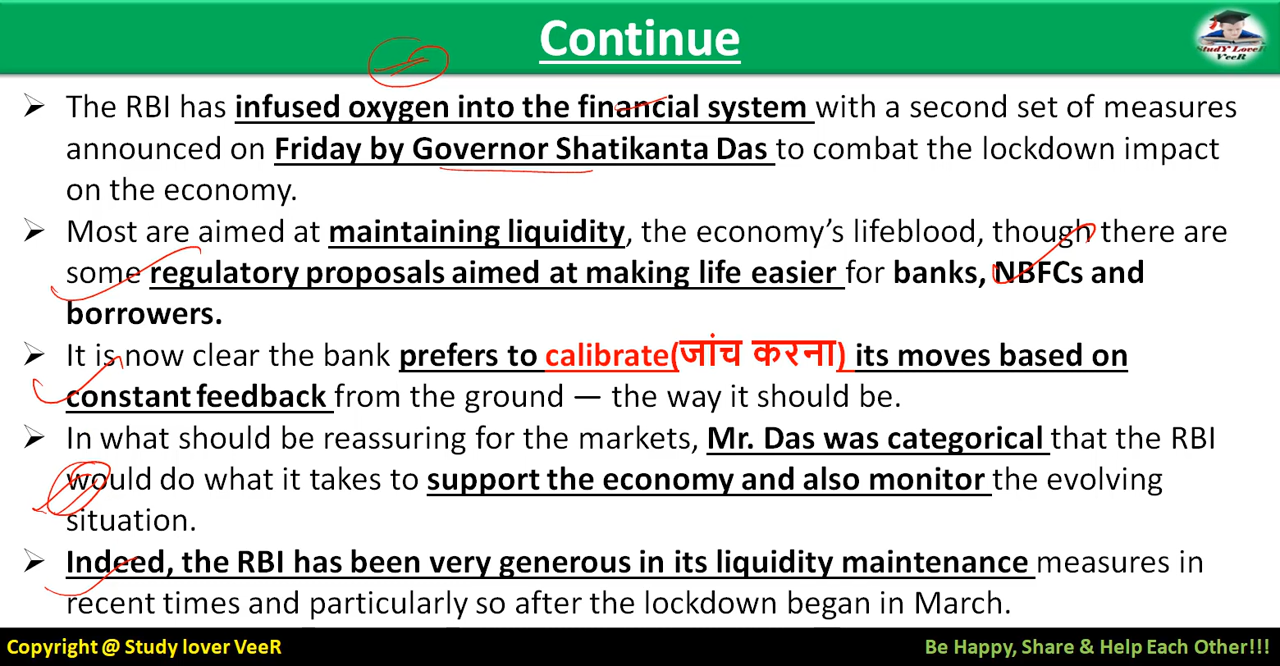 Continue
StudY LoveR
VeeR
➢ The RBI has infused oxygen into the financial system with a second set of measures
announced on Friday by Governor Shatikanta Das to combat the lockdown impact
on the economy.
➢ Most are aimed at maintaining liquidity, the economy’s lifeblood, though there are
some regulatory proposals aimed at making life easier for banks, NBFCs and
borrowers.
➢ It is now clear the bank prefers to calibrate(जांच करना) its moves based on
constant feedback from the ground — the way it should be.
➢ In what should be reassuring for the markets, Mr. Das was categorical that the RBI
would do what it takes to support the economy and also monitor the evolving
situation.
➢ Indeed, the RBI has been very generous in its liquidity maintenance measures in
recent times and particularly so after the lockdown began in March.
Copyright @ Study lover VeeR
Be Happy, Share & Help Each Other!!!